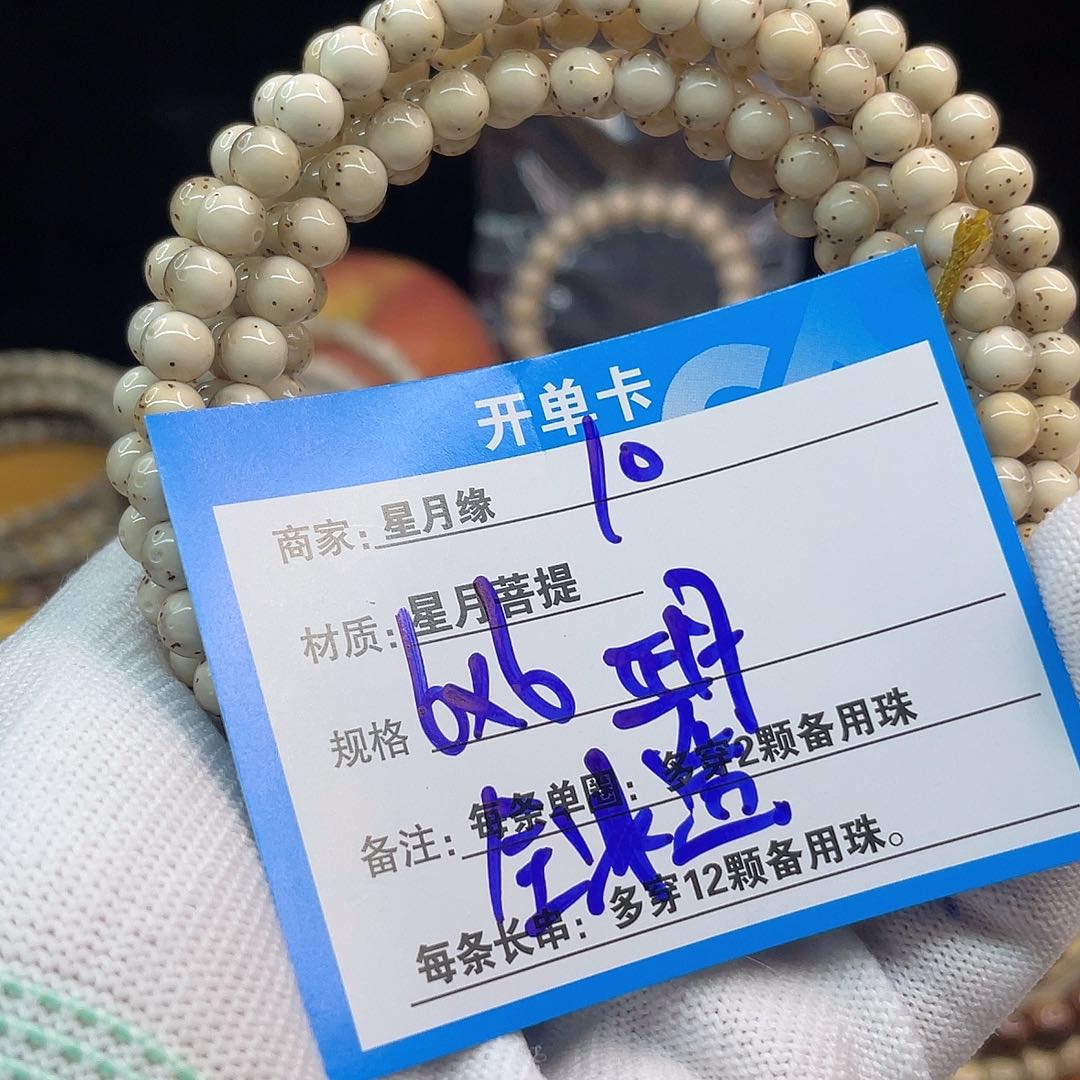 开单卡
10
商家：星月缘
材质：星月菩提
规格 6x6
备注：每条单圈：多穿2颗备用珠
每条长串：多穿12颗备用珠。